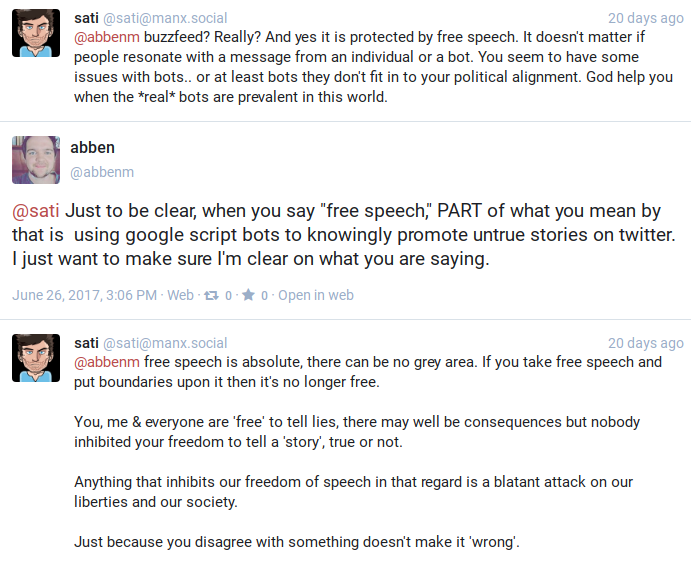 sati @sati@manx.social 20 days ago
@abbenm buzzfeed? Really? And yes it is protected by free speech. It doesn't matter if
people resonate with a message from an individual or a bot. You seem to have some
issues with bots.. or at least bots they don't fit in to your political alignment. God help you
when the *real* bots are prevalent in this world.
abben
@abbenm
@sati Just to be clear, when you say "free speech," PART of what you mean by
that is using google script bots to knowingly promote untrue stories on twitter.
I just want to make sure I'm clear on what you are saying.
June 26, 2017, 3:06 PM · Web · 0 · 0 · Open in web
sati @sati@manx.social 20 days ago
@abbenm free speech is absolute, there can be no grey area. If you take free speech and
put boundaries upon it then it's no longer free.
You, me & everyone are 'free' to tell lies, there may well be consequences but nobody
inhibited your freedom to tell a 'story', true or not.
Anything that inhibits our freedom of speech in that regard is a blatant attack on our
liberties and our society.
Just because you disagree with something doesn't make it 'wrong'.